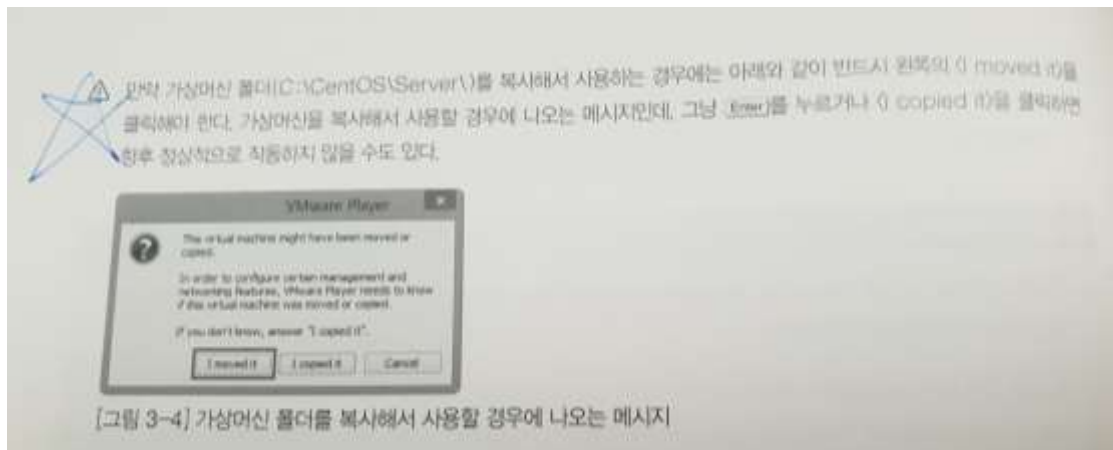 만약 가상머신 폴더(C:\CentOS\Server\)를 복사해서 사용하는 경우에는 아래와 같이 반드시 왼쪽의 〈I moved it〉을
클릭해야 한다. 가상머신을 복사해서 사용할 경우에 나오는 메시지인데, 그냥 Enter를 누르거나 〈I copied it〉을 클릭하면
향후 정상적으로 작동하지 않을 수도 있다.
VMware Player
This virtual machine might have been moved or
copied.
In order to configure certain management and
networking features, VMware Player needs to know
if this virtual machine was moved or copied.
If you don't know, answer "I copied it".
I moved it I copied it Cancel
[그림 3-4] 가상머신 폴더를 복사해서 사용할 경우에 나오는 메시지